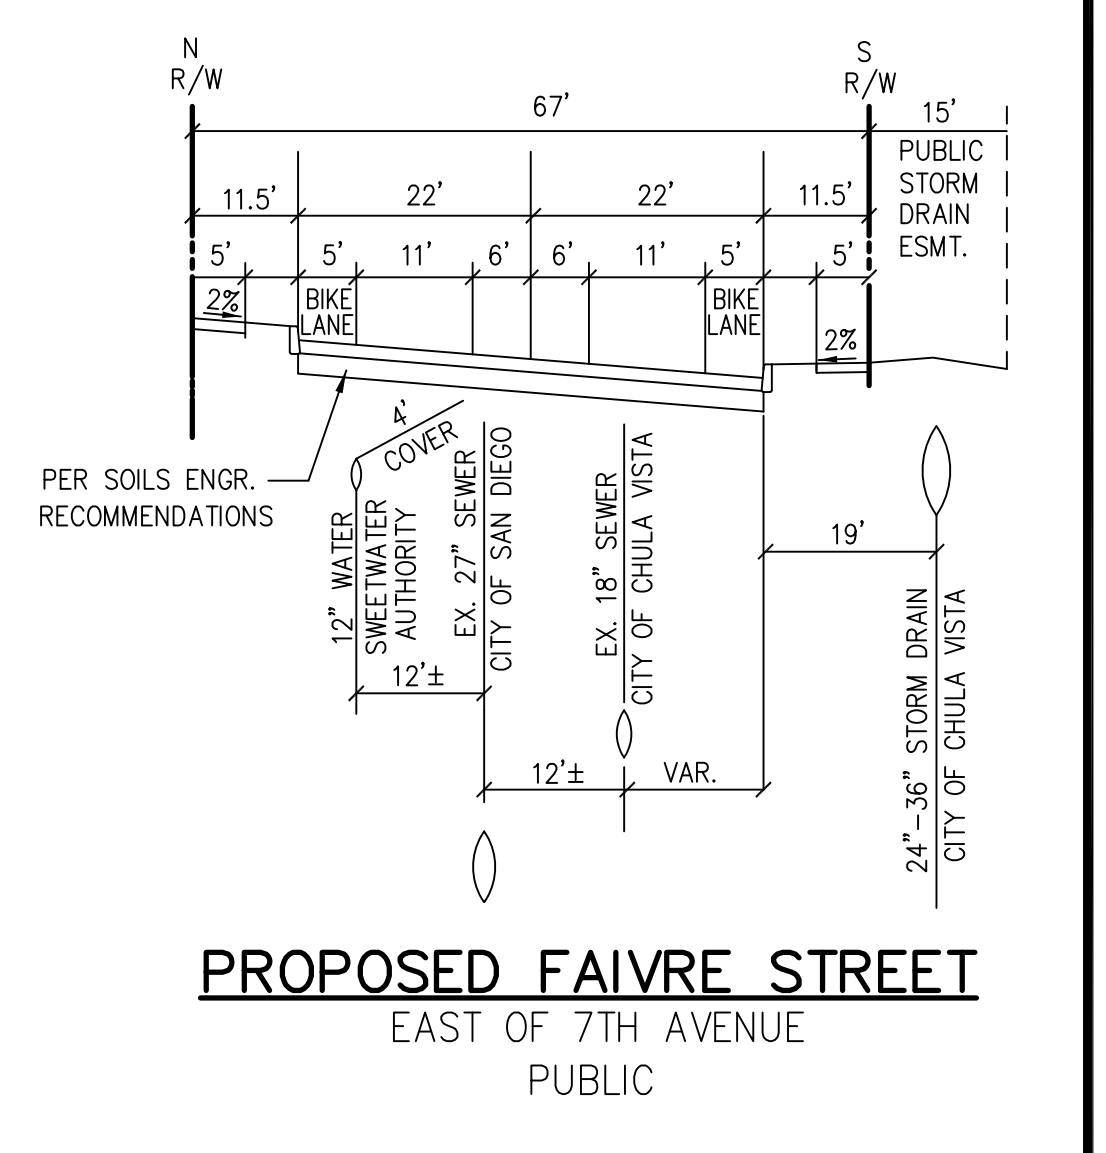 N
R/W
S
R/W
67'
15'
PUBLIC
STORM
DRAIN
ESMT.
11.5'
22'
22'
11.5'
5'
5'
11'
6'
6'
11'
5'
5'
2%
BIKE
LANE
BIKE
LANE
2%
4'
COVER
PER SOILS ENGR.
RECOMMENDATIONS
12" WATER
SWEETWATER
AUTHORITY
EX. 27" SEWER
CITY OF SAN DIEGO
EX. 18" SEWER
CITY OF CHULA VISTA
19'
24"-36" STORM DRAIN
CITY OF CHULA VISTA
12'±
12'±
VAR.
PROPOSED FAIVRE STREET
EAST OF 7TH AVENUE
PUBLIC